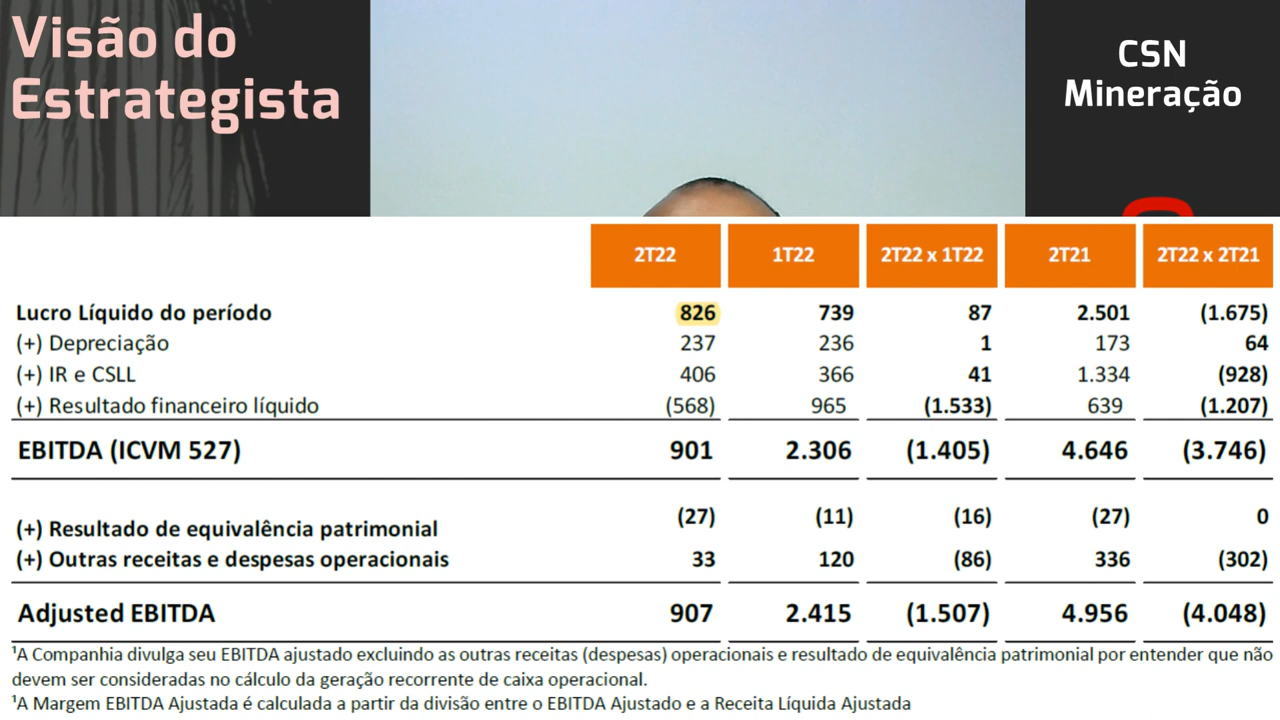 Visão do
Estrategista
CSN
Mineração
2T22 1T22 2T22 x 1T22 2T21 2T22 x 2T21
Lucro Líquido do período 826 739 87 2.501 (1.675)
(+) Depreciação 237 236 1 173 64
(+) IR e CSLL 406 366 41 1.334 (928)
(+) Resultado financeiro líquido (568) 965 (1.533) 639 (1.207)
EBITDA (ICVM 527) 901 2.306 (1.405) 4.646 (3.746)
(+) Resultado de equivalência patrimonial (27) (11) (16) (27) 0
(+) Outras receitas e despesas operacionais 33 120 (86) 336 (302)
Adjusted EBITDA 907 2.415 (1.507) 4.956 (4.048)
¹A Companhia divulga seu EBITDA ajustado excluindo as outras receitas (despesas) operacionais e resultado de equivalência patrimonial por entender que não
devem ser consideradas no cálculo da geração recorrente de caixa operacional.
¹A Margem EBITDA Ajustada é calculada a partir da divisão entre o EBITDA Ajustado e a Receita Líquida Ajustada